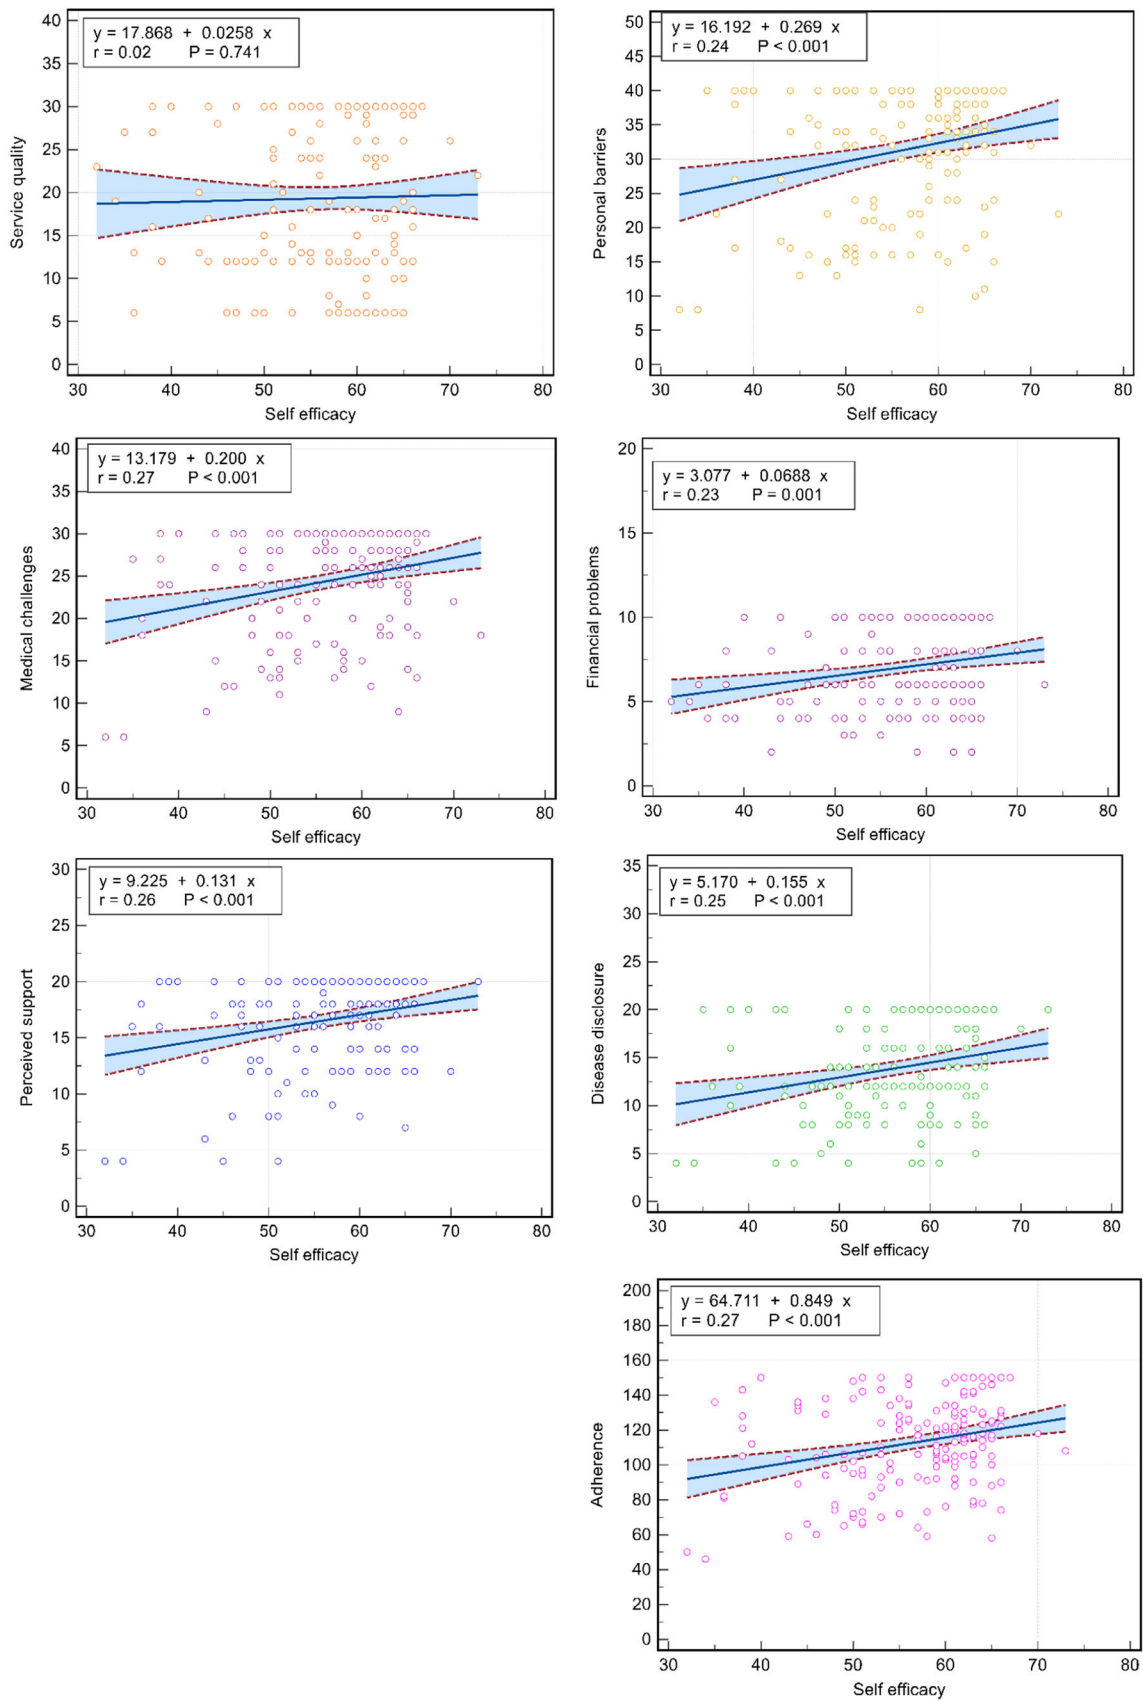 y = 17.868 + 0.0258 x
r = 0.02 P = 0.741
40
35
30
25
20
15
10
5
0
Service quality
30 40 50 60 70 80
Self efficacy
y = 16.192 + 0.269 x
r = 0.24 P < 0.001
50
45
40
35
30
25
20
15
10
5
0
Personal barriers
30 40 50 60 70 80
Self efficacy
y = 13.179 + 0.200 x
r = 0.27 P < 0.001
40
35
30
25
20
15
10
5
0
Medical challenges
30 40 50 60 70 80
Self efficacy
y = 3.077 + 0.0688 x
r = 0.23 P = 0.001
20
15
10
5
0
Financial problems
30 40 50 60 70 80
Self efficacy
y = 9.225 + 0.131 x
r = 0.26 P < 0.001
30
25
20
15
10
5
0
Perceived support
30 40 50 60 70 80
Self efficacy
y = 5.170 + 0.155 x
r = 0.25 P < 0.001
35
30
25
20
15
10
5
0
Disease disclosure
30 40 50 60 70 80
Self efficacy
y = 64.711 + 0.849 x
r = 0.27 P < 0.001
200
180
160
140
120
100
80
60
40
20
0
Adherence
30 40 50 60 70 80
Self efficacy